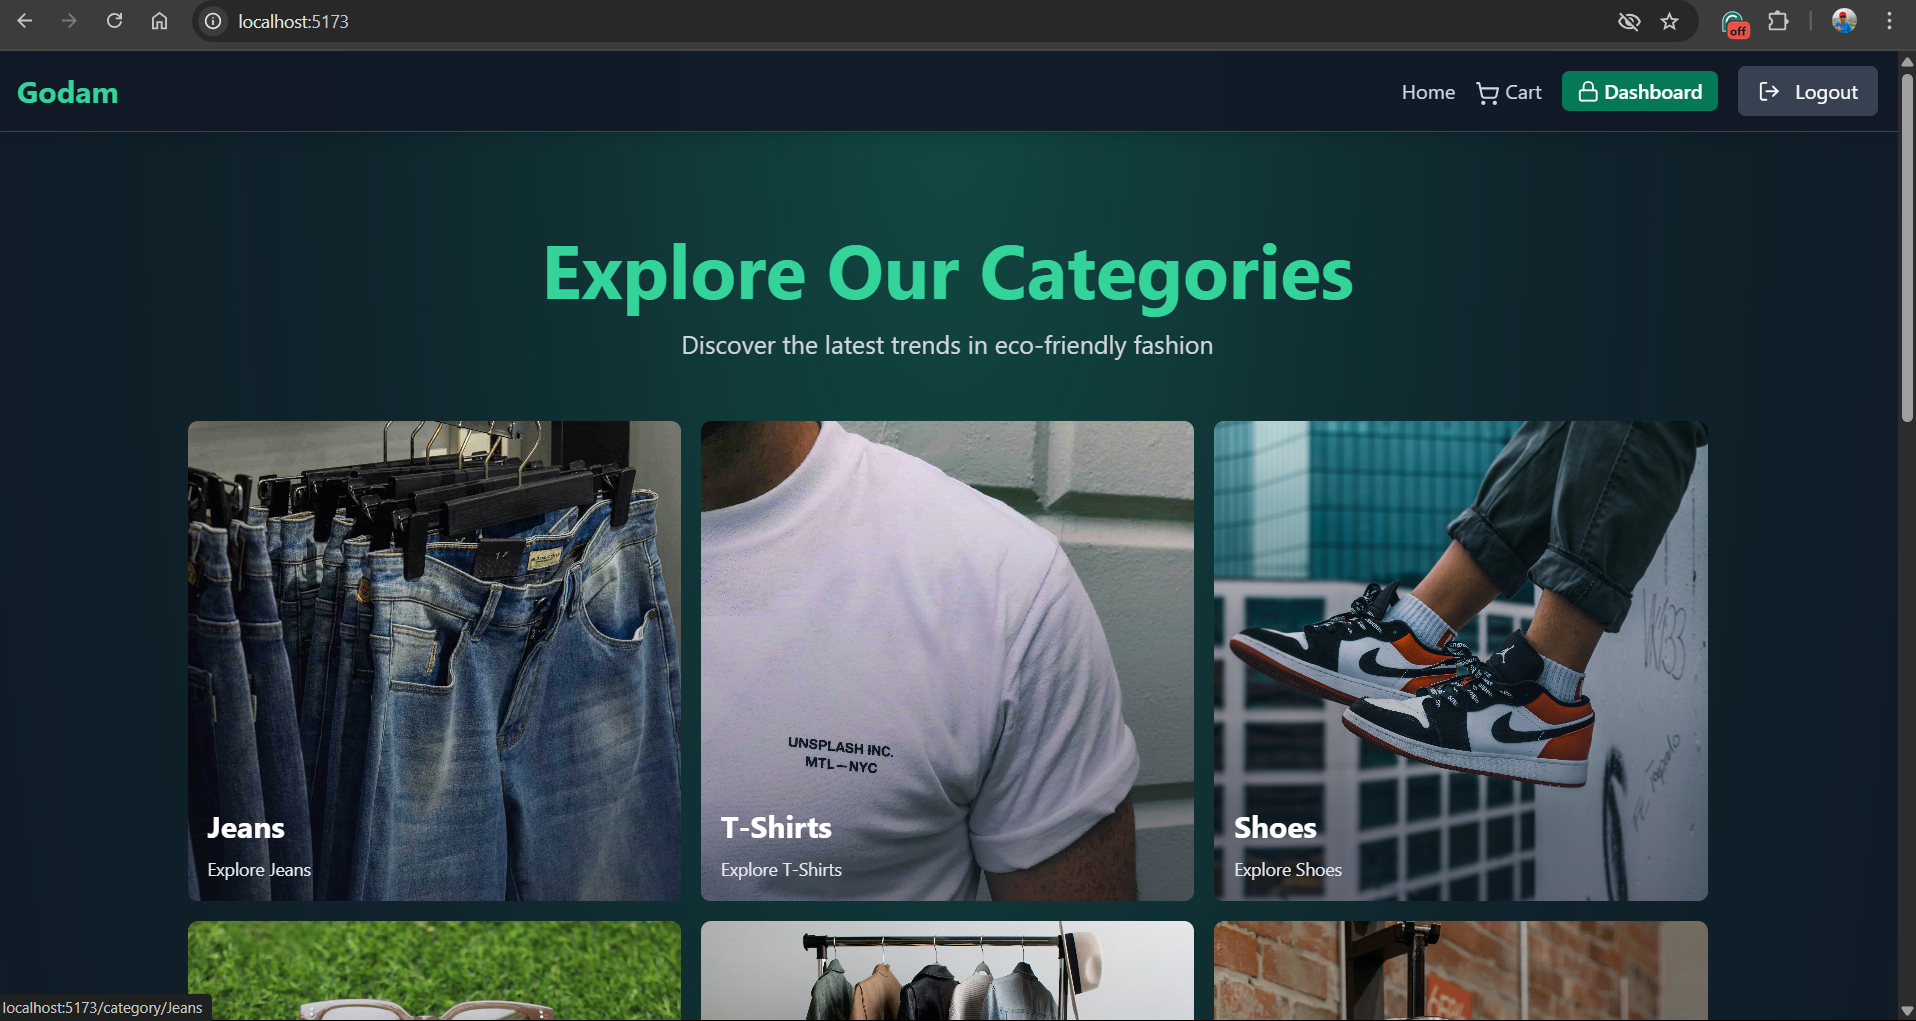 localhost:5173
off
Godam
Home
Cart
Dashboard
Logout
Explore Our Categories
Discover the latest trends in eco-friendly fashion
UNSPLASH INC.
MTL—NYC
Jeans
Explore Jeans
T-Shirts
Explore T-Shirts
Shoes
Explore Shoes
localhost:5173/category/Jeans